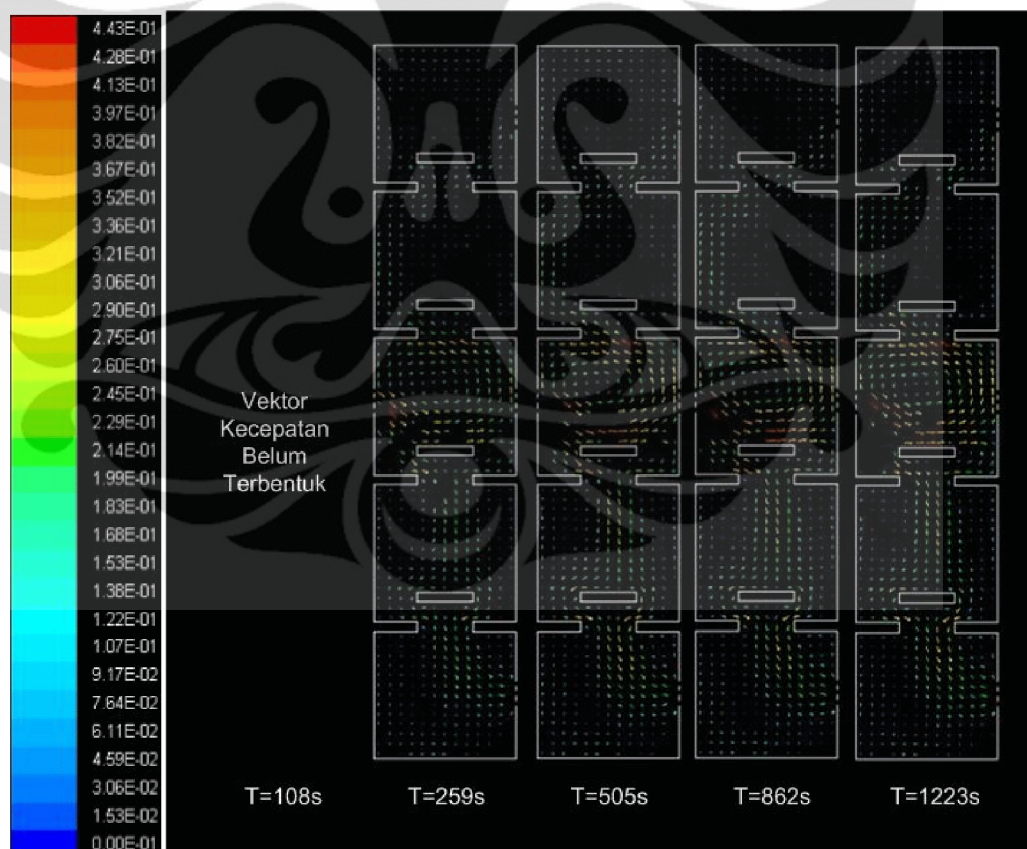 4.43E-01
4.28E-01
4.13E-01
3.97E-01
3.82E-01
3.67E-01
3.52E-01
3.36E-01
3.21E-01
3.06E-01
2.90E-01
2.75E-01
2.60E-01
2.45E-01
2.29E-01
2.14E-01
1.99E-01
1.83E-01
1.68E-01
1.53E-01
1.38E-01
1.22E-01
1.07E-01
9.17E-02
7.64E-02
6.11E-02
4.59E-02
3.06E-02
1.53E-02
0.00E-01
Vektor
Kecepatan
Belum
Terbentuk
T=108s
T=259s
T=505s
T=862s
T=1223s